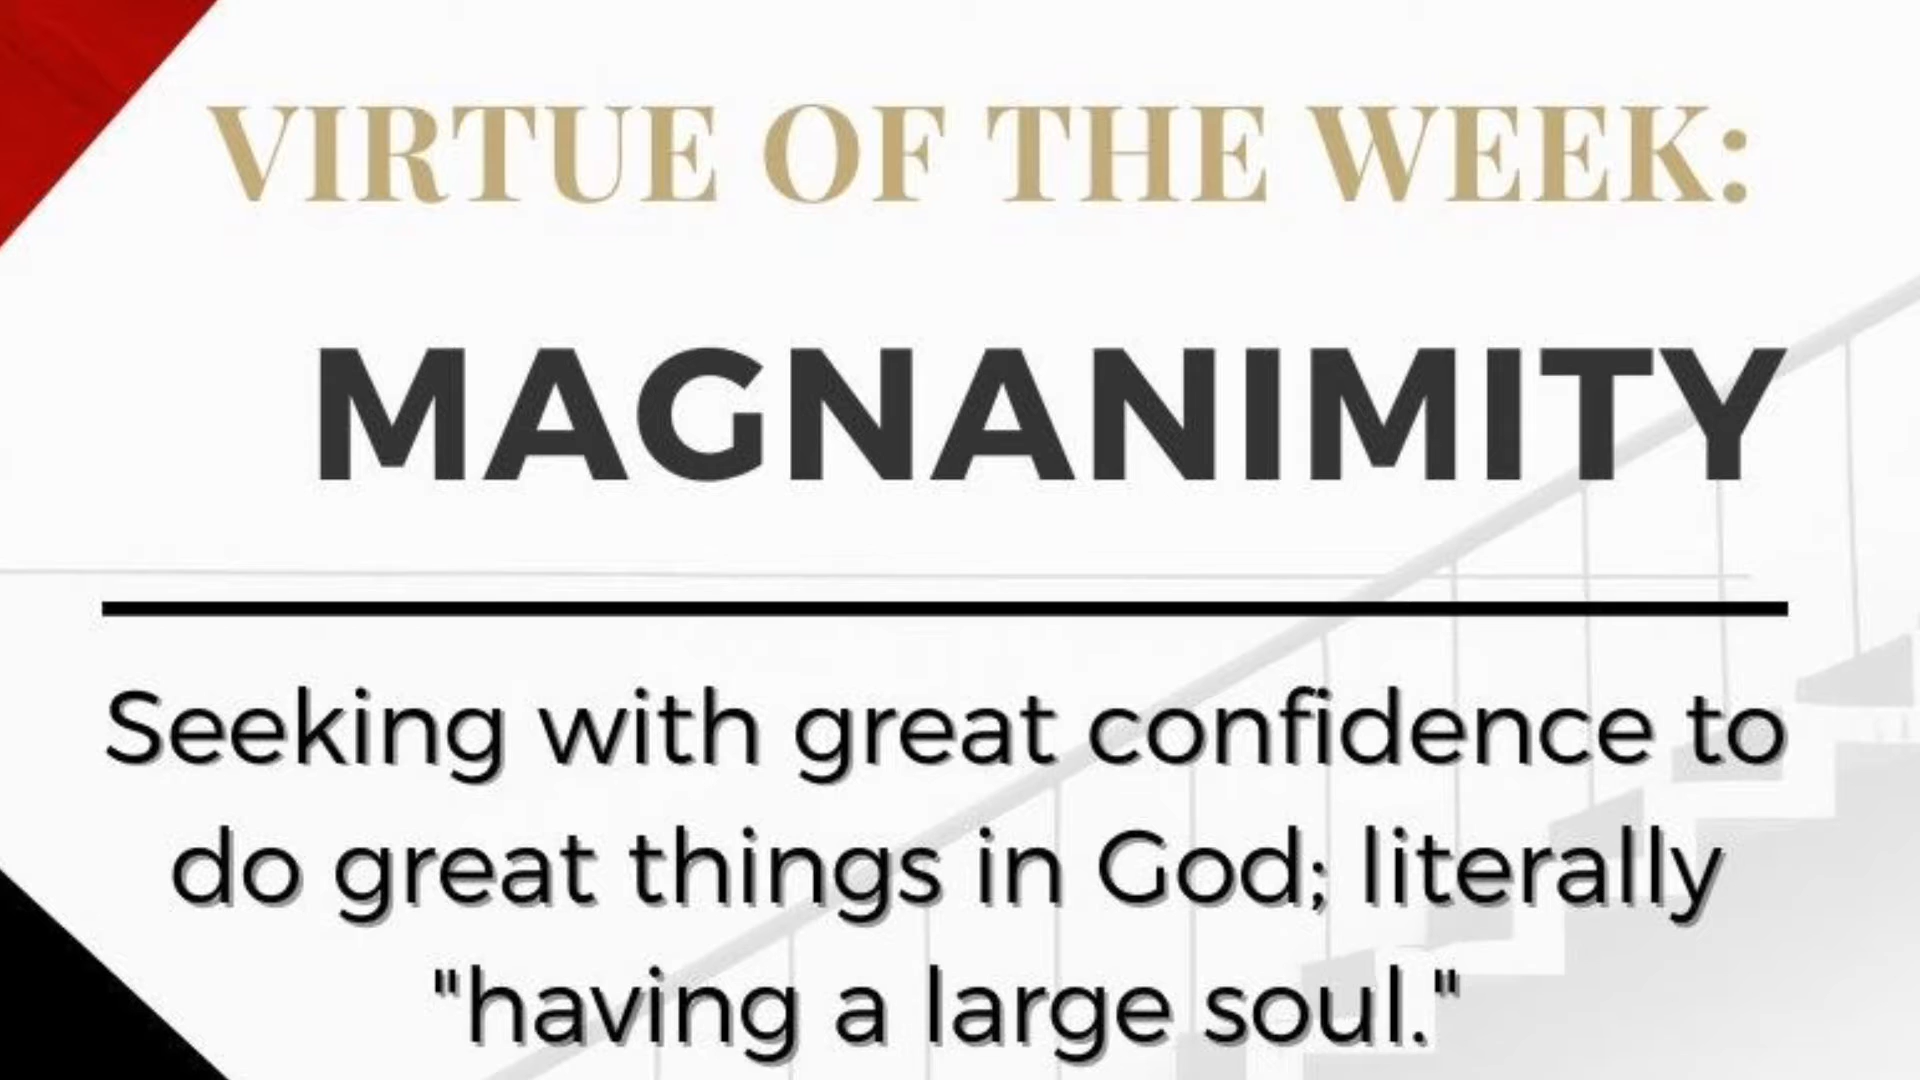 VIRTUE OF THE WEEK:
MAGNANIMITY
Seeking with great confidence to
do great things in God; literally
"having a large soul."